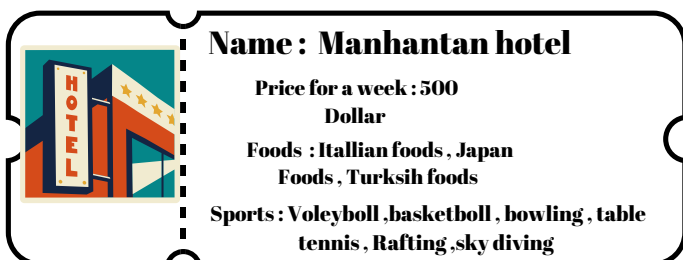 HOTEL
Name : Manhantan hotel
Price for a week : 500
Dollar
Foods : Itallian foods , Japan
Foods , Turksih foods
Sports : Voleyboll ,basketboll , bowling , table
tennis , Rafting ,sky diving